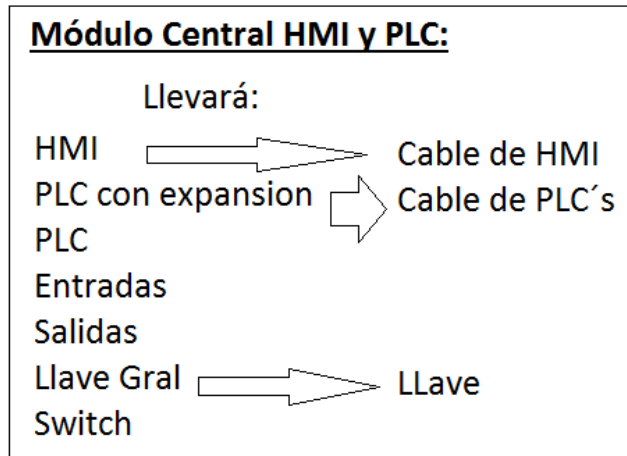 Módulo Central HMI y PLC:
Llevará:
HMI Cable de HMI
PLC con expansion Cable de PLC´s
PLC
Entradas
Salidas
Llave Gral LLave
Switch